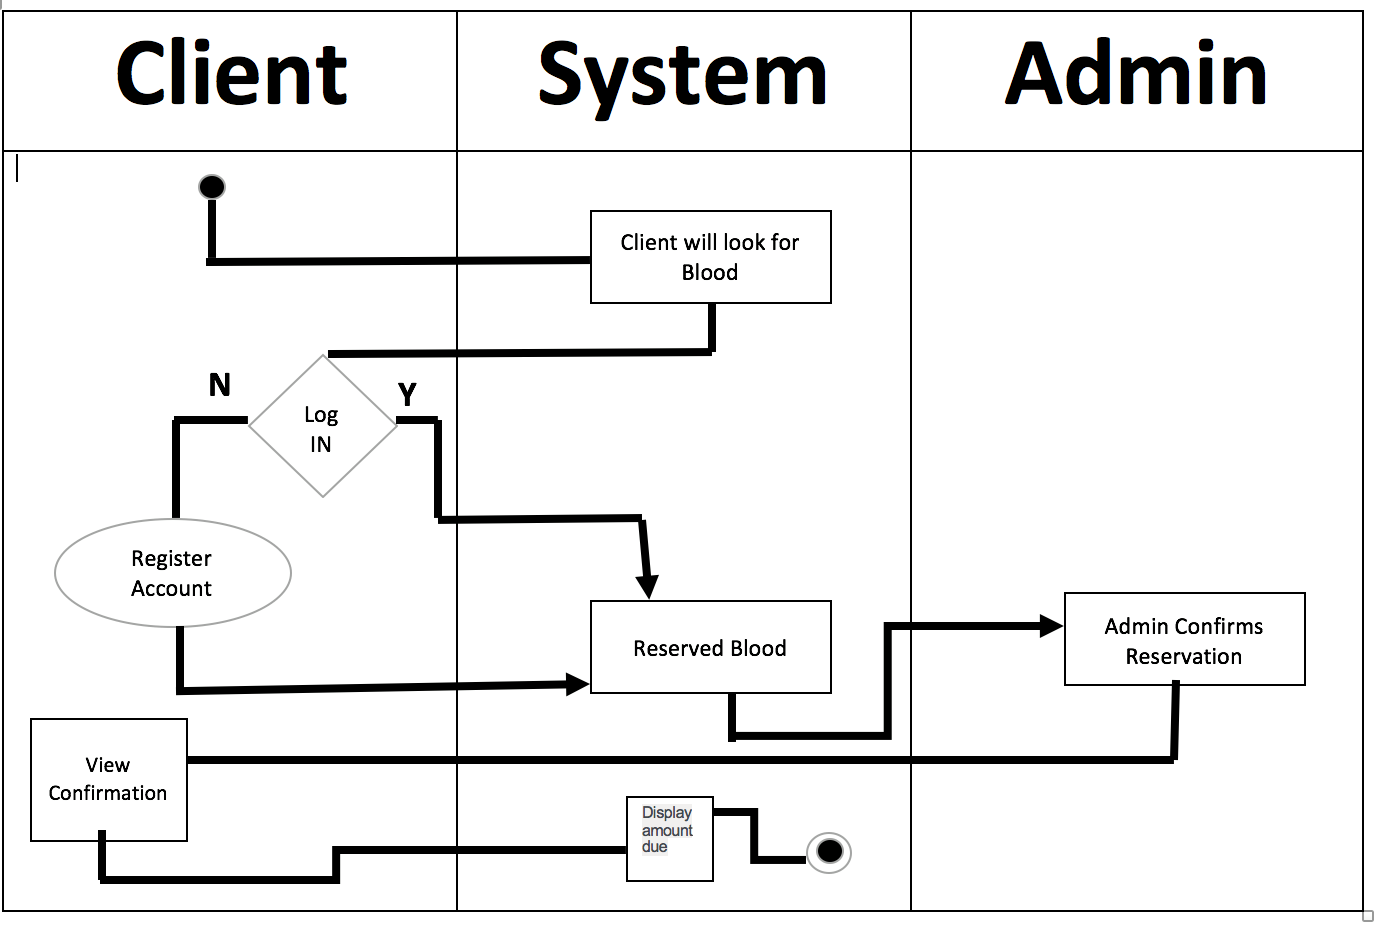 Client
System
Admin
Client will look for
Blood
N
Y
Log
IN
Register
Account
Reserved Blood
Admin Confirms
Reservation
View
Confirmation
Display
amount
due